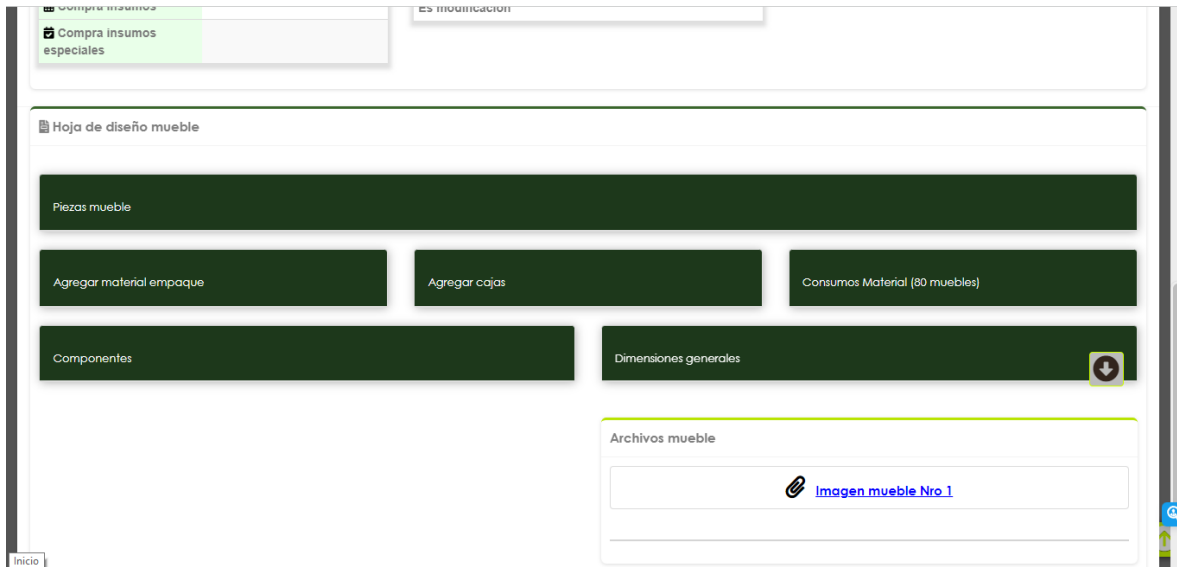 Compra insumos
Es modificación
Compra insumos
especiales
Hoja de diseño mueble
Piezas mueble
Agregar material empaque
Agregar cajas
Consumos Material (80 muebles)
Componentes
Dimensiones generales
Archivos mueble
Imagen mueble Nro 1
Inicio